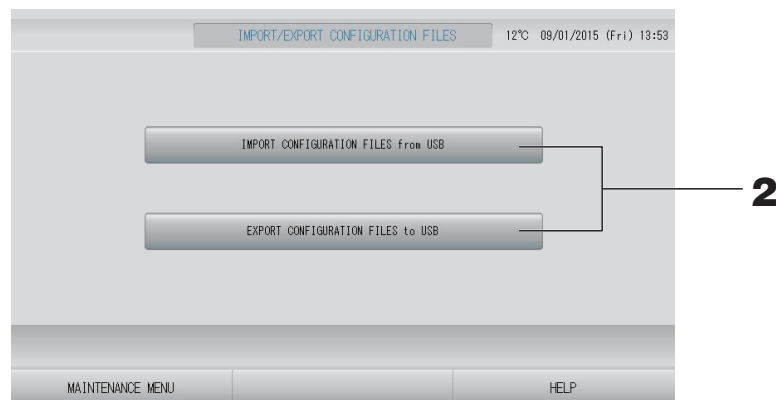 IMPORT/EXPORT CONFIGURATION FILES 12℃ 09/01/2015 (Fri) 13:53
IMPORT CONFIGURATION FILES from USB
2
EXPORT CONFIGURATION FILES to USB
MAINTENANCE MENU HELP